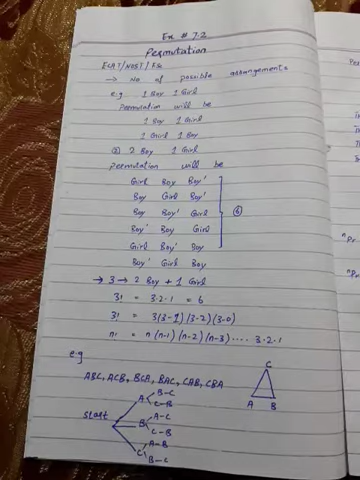 Ex # 7.2
Permutation
ECAT/NUST/Esc
→ No of possible arrangements
e.g 1 Boy 1 Girl
Permutation will be
1 Boy 1 Girl
1 Girl 1 Boy
② 2 Boy 1 Girl
permutation will be
Girl Boy Boy'
Boy Girl Boy'
Boy Boy' Girl
Boy' Boy Girl
Girl Boy' Boy
Boy' Girl Boy
⑥
→ 3 → 2 Boy + 1 Girl
3! = 3.2.1 = 6
3! = 3(3-1)(3-2)(3-0)
n! = n(n-1)(n-2)(n-3).... 3.2.1
e.g
ABC, ACB, BCA, BAC, CAB, CBA
C
A B
Start
A B-C
C-B
B A-C
C-B
C A-B
B-C
Per
nPr
nPr